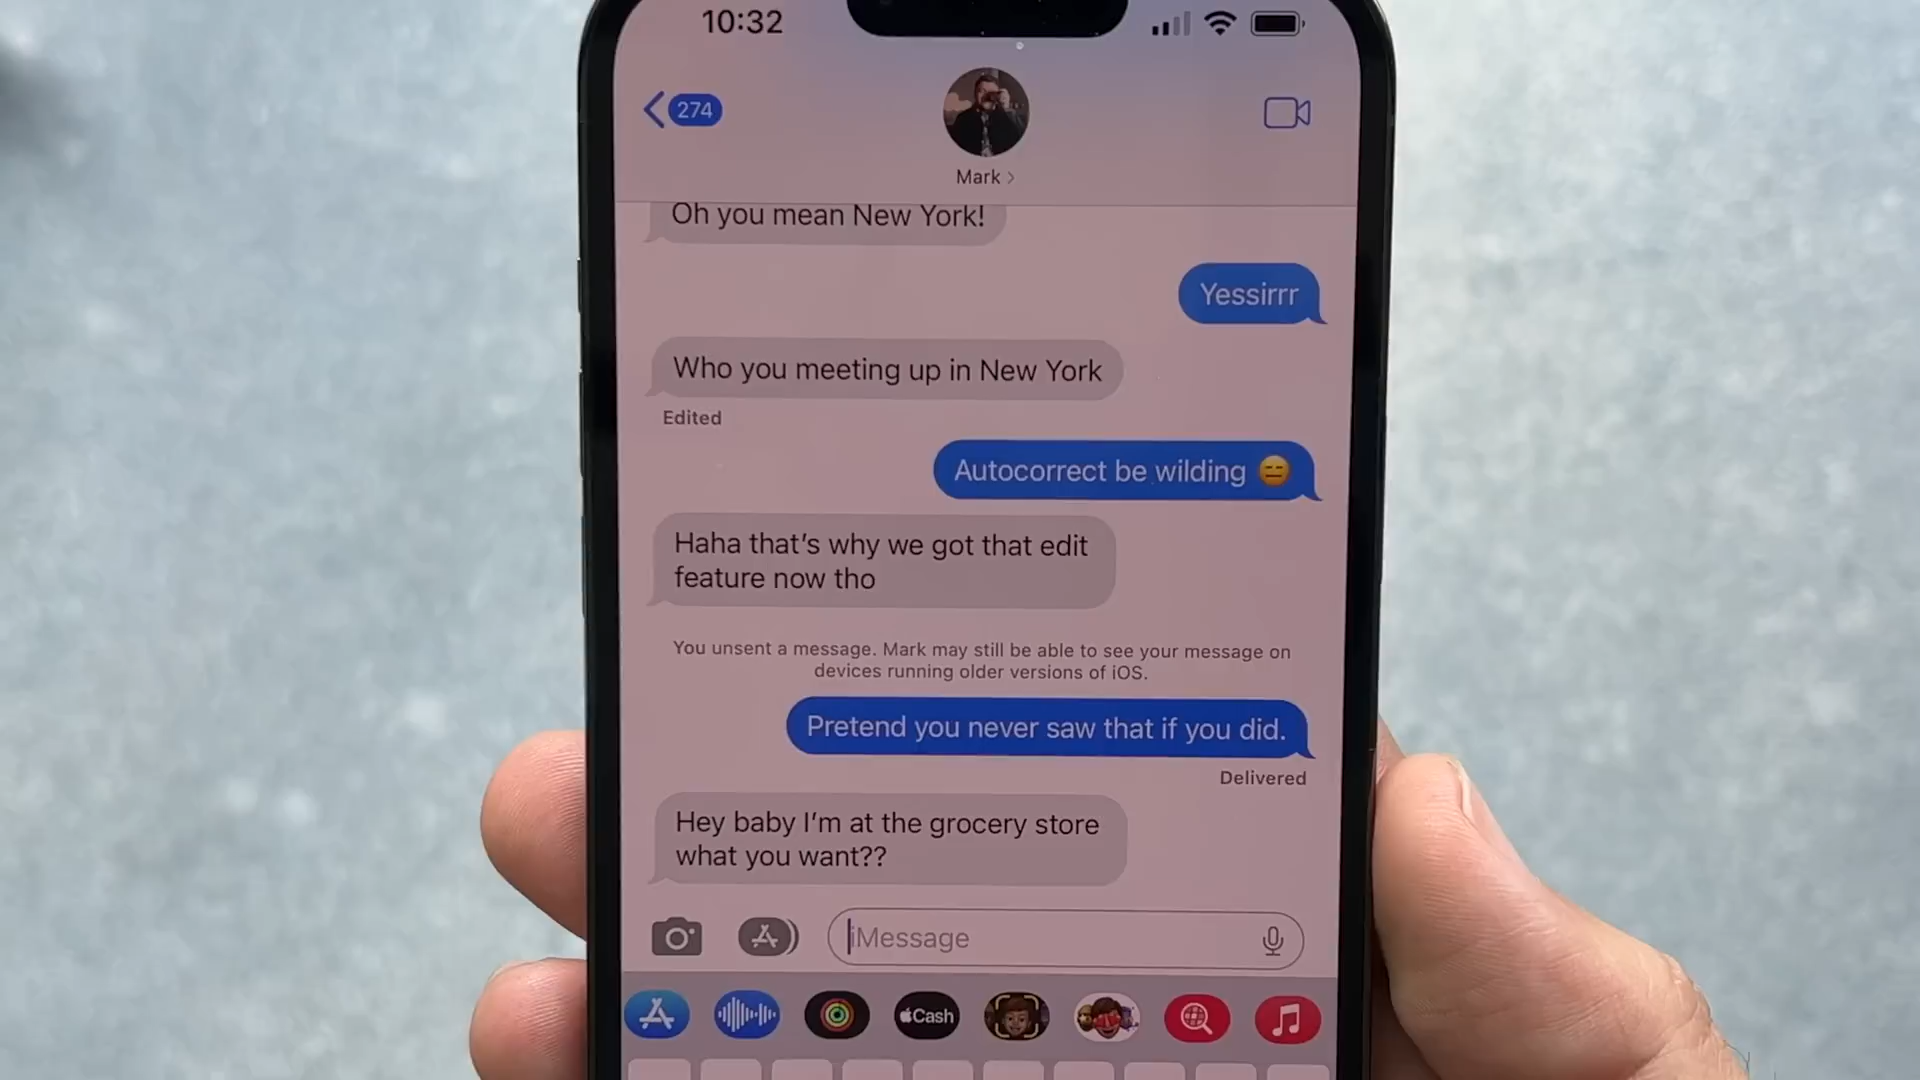 10:32
274
Mark
Oh you mean New York!
Yessirrr
Who you meeting up in New York
Edited
Autocorrect be wilding 😑
Haha that's why we got that edit
feature now tho
You unsent a message. Mark may still be able to see your message on
devices running older versions of iOS.
Pretend you never saw that if you did.
Delivered
Hey baby I'm at the grocery store
what you want??
iMessage
Cash